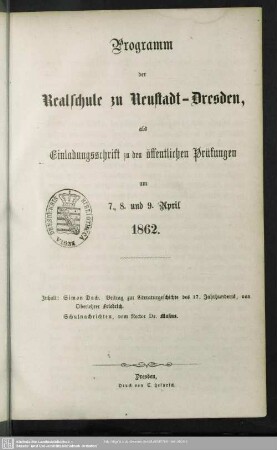 Programm
der
Realschule zu Neustadt-Dresden,
als
Einladungsschrift zu den öffentlichen Prüfungen
am
7., 8. und 9. April
1862.
Inhalt: Simon Dach. Beitrag zur Literaturgeschichte des 17. Jahrhunderts, vom
Oberlehrer Friedrich.
Schulnachrichten, vom Rector Dr.
Dresden,
Druck von C. Heinrich.